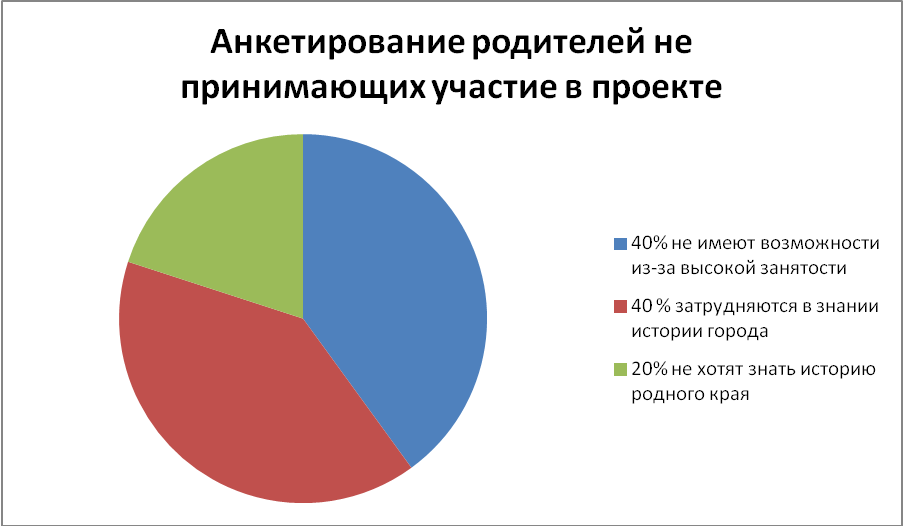 Анкетирование родителей не
принимающих участие в проекте
40% не имеют возможности
из-за высокой занятости
40 % затрудняются в знании
истории города
20% не хотят знать историю
родного края